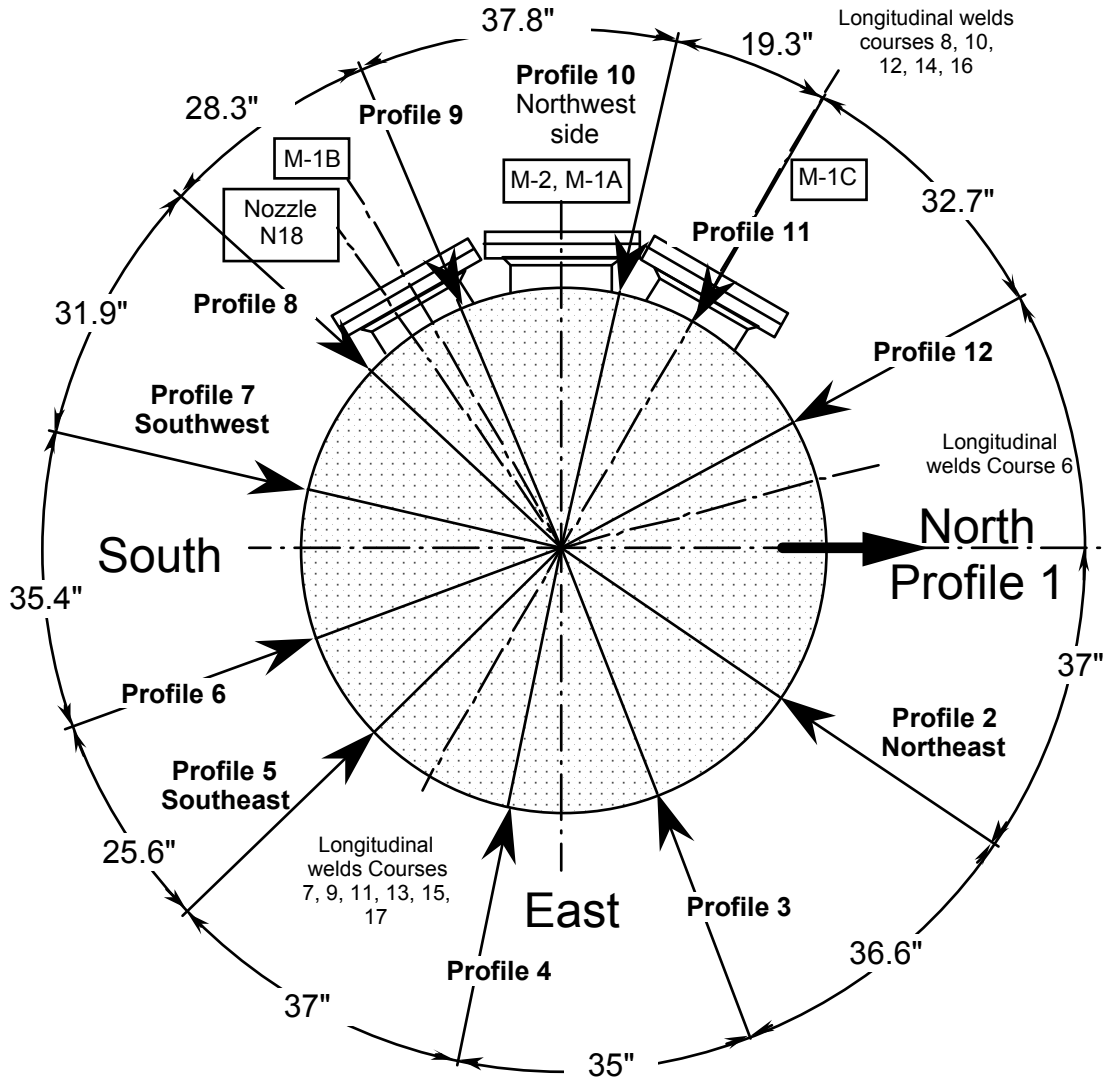 37.8"
19.3"
Longitudinal welds
courses 8, 10,
12, 14, 16
Profile 10
Northwest
side
28.3"
Profile 9
M-1B
M-2, M-1A
M-1C
Nozzle
N18
32.7"
Profile 11
31.9"
Profile 8
Profile 12
Profile 7
Southwest
Longitudinal
welds Course 6
South
North
Profile 1
35.4"
37"
Profile 6
Profile 2
Northeast
Profile 5
Southeast
25.6"
Longitudinal
welds Courses
7, 9, 11, 13, 15,
17
East
Profile 3
Profile 4
36.6"
37"
35"